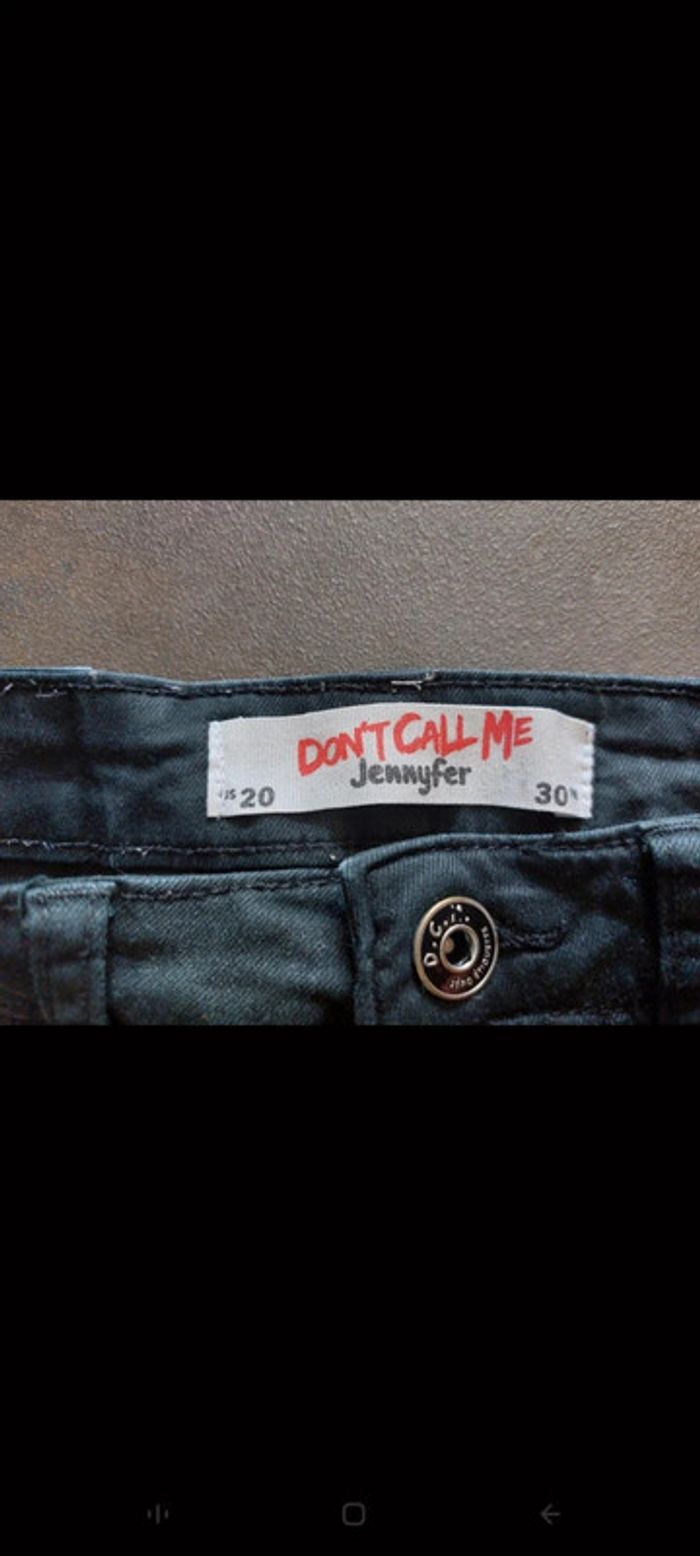 DON'T CALL ME
Jennyfer
US 20
30
D.C.J.